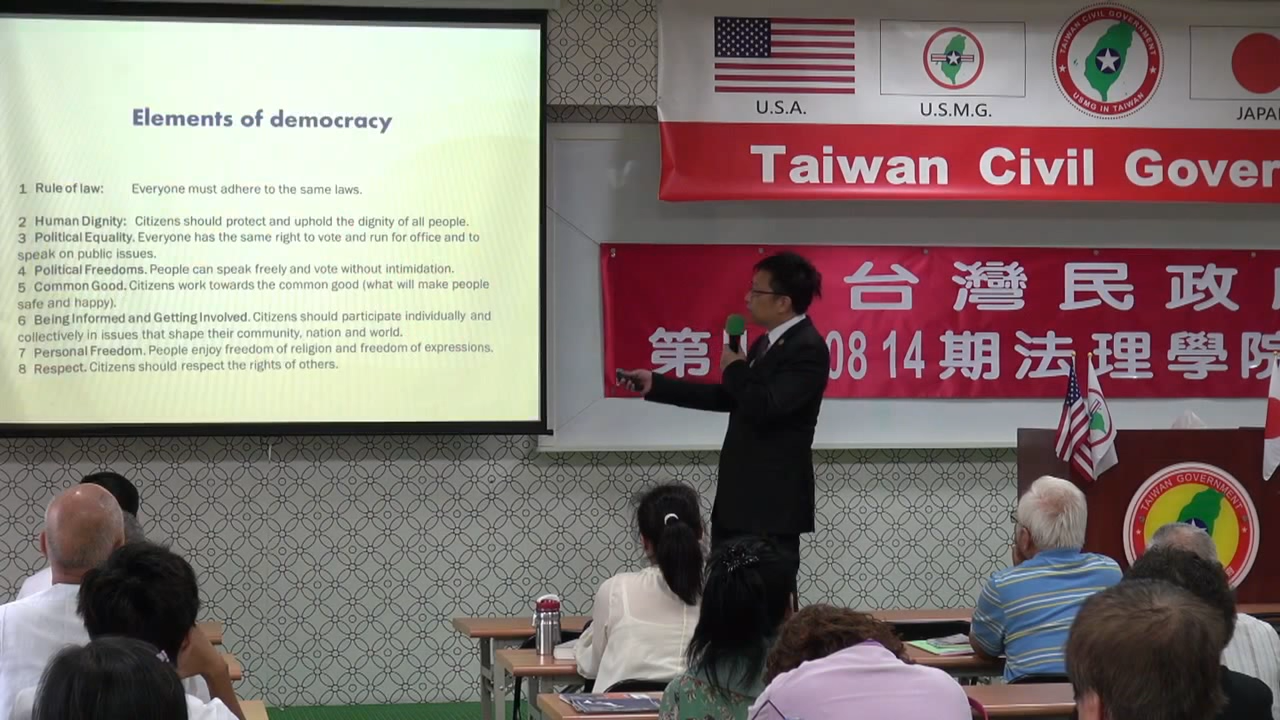 Elements of democracy
1 Rule of law: Everyone must adhere to the same laws.
2 Human Dignity: Citizens should protect and uphold the dignity of all people.
3 Political Equality. Everyone has the same right to vote and run for office and to
speak on public issues.
4 Political Freedoms. People can speak freely and vote without intimidation.
5 Common Good. Citizens work towards the common good (what will make people
safe and happy).
6 Being Informed and Getting Involved. Citizens should participate individually and
collectively in issues that shape their community, nation and world.
7 Personal Freedom. People enjoy freedom of religion and freedom of expressions.
8 Respect. Citizens should respect the rights of others.
U.S.A.
U.S.M.G.
TAIWAN CIVIL GOVERNMENT
USMG IN TAIWAN
JAPA
Taiwan Civil Gover
台灣民政
第 08 14 期法理學院
TAIWAN GOVERNMENT